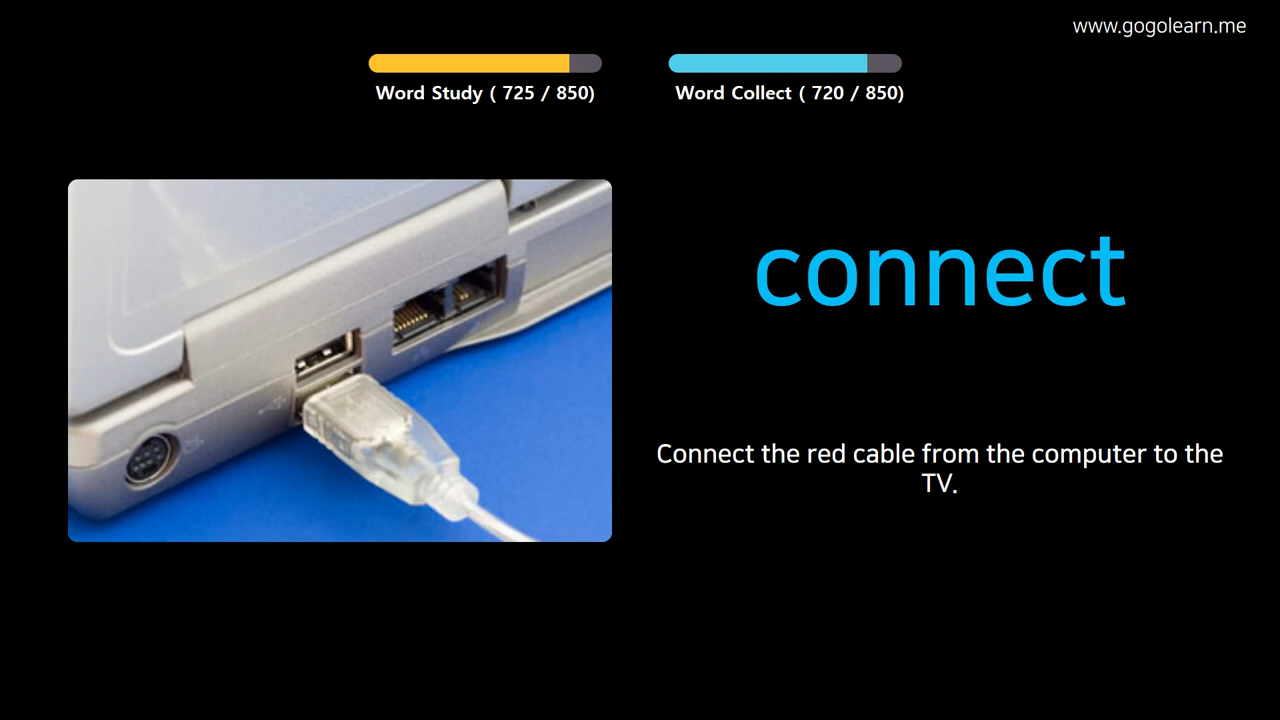 www.gogolearn.me
Word Study ( 725 / 850)
Word Collect ( 720 / 850)
connect
Connect the red cable from the computer to the
TV.